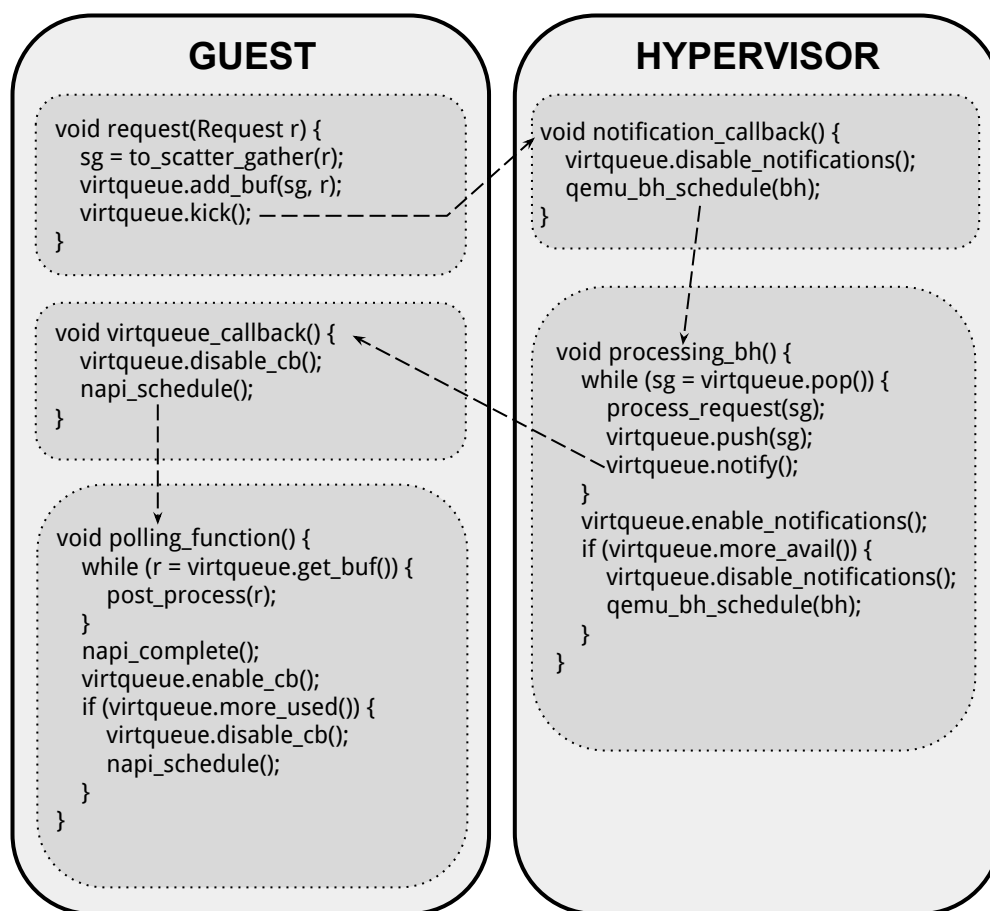 GUEST
void request(Request r) {
sg = to_scatter_gather(r);
virtqueue.add_buf(sg, r);
virtqueue.kick();
}
void virtqueue_callback() {
virtqueue.disable_cb();
napi_schedule();
}
void polling_function() {
while (r = virtqueue.get_buf()) {
post_process(r);
}
napi_complete();
virtqueue.enable_cb();
if (virtqueue.more_used()) {
virtqueue.disable_cb();
napi_schedule();
}
}
HYPERVISOR
void notification_callback() {
virtqueue.disable_notifications();
qemu_bh_schedule(bh);
}
void processing_bh() {
while (sg = virtqueue.pop()) {
process_request(sg);
virtqueue.push(sg);
virtqueue.notify();
}
virtqueue.enable_notifications();
if (virtqueue.more_avail()) {
virtqueue.disable_notifications();
qemu_bh_schedule(bh);
}
}